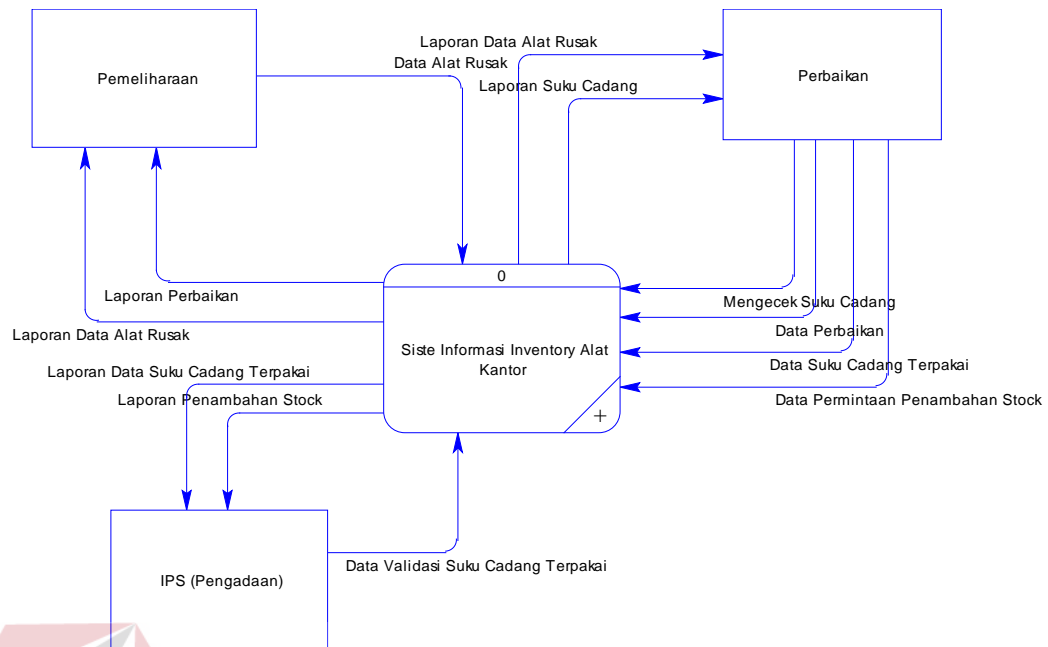 Laporan Data Alat Rusak
Data Alat Rusak
Pemeliharaan
Perbaikan
Laporan Suku Cadang
0
Laporan Perbaikan
Mengecek Suku Cadang
Laporan Data Alat Rusak
Data Perbaikan
Siste Informasi Inventory Alat
Kantor
Data Suku Cadang Terpakai
Laporan Data Suku Cadang Terpakai
Laporan Penambahan Stock
Data Permintaan Penambahan Stock
+
Data Validasi Suku Cadang Terpakai
IPS (Pengadaan)